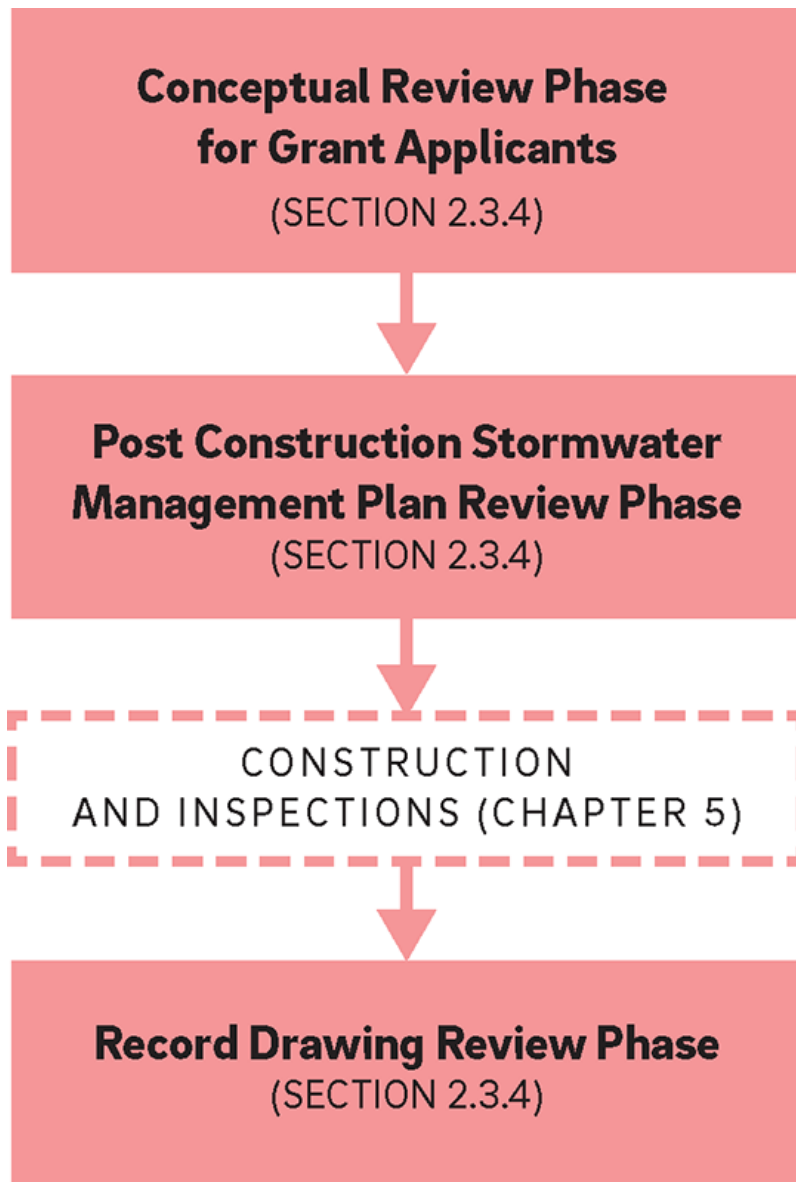 Conceptual Review Phase
for Grant Applicants
(SECTION 2.3.4)
Post Construction Stormwater
Management Plan Review Phase
(SECTION 2.3.4)
CONSTRUCTION
AND INSPECTIONS (CHAPTER 5)
Record Drawing Review Phase
(SECTION 2.3.4)